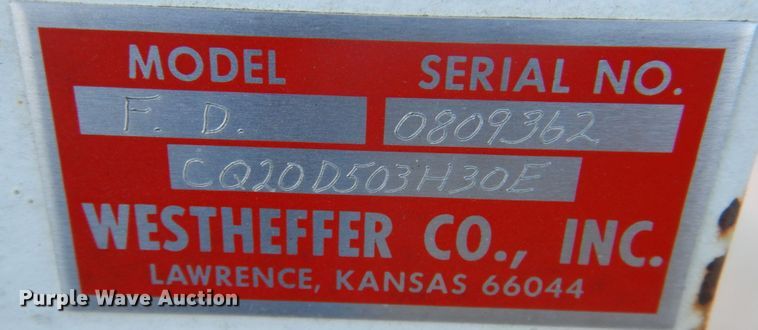 MODEL SERIAL NO.
F. D. 0809362
CQ20D503H30E
WESTHEFFER CO., INC.
LAWRENCE, KANSAS 66044
Purple Wave Auction